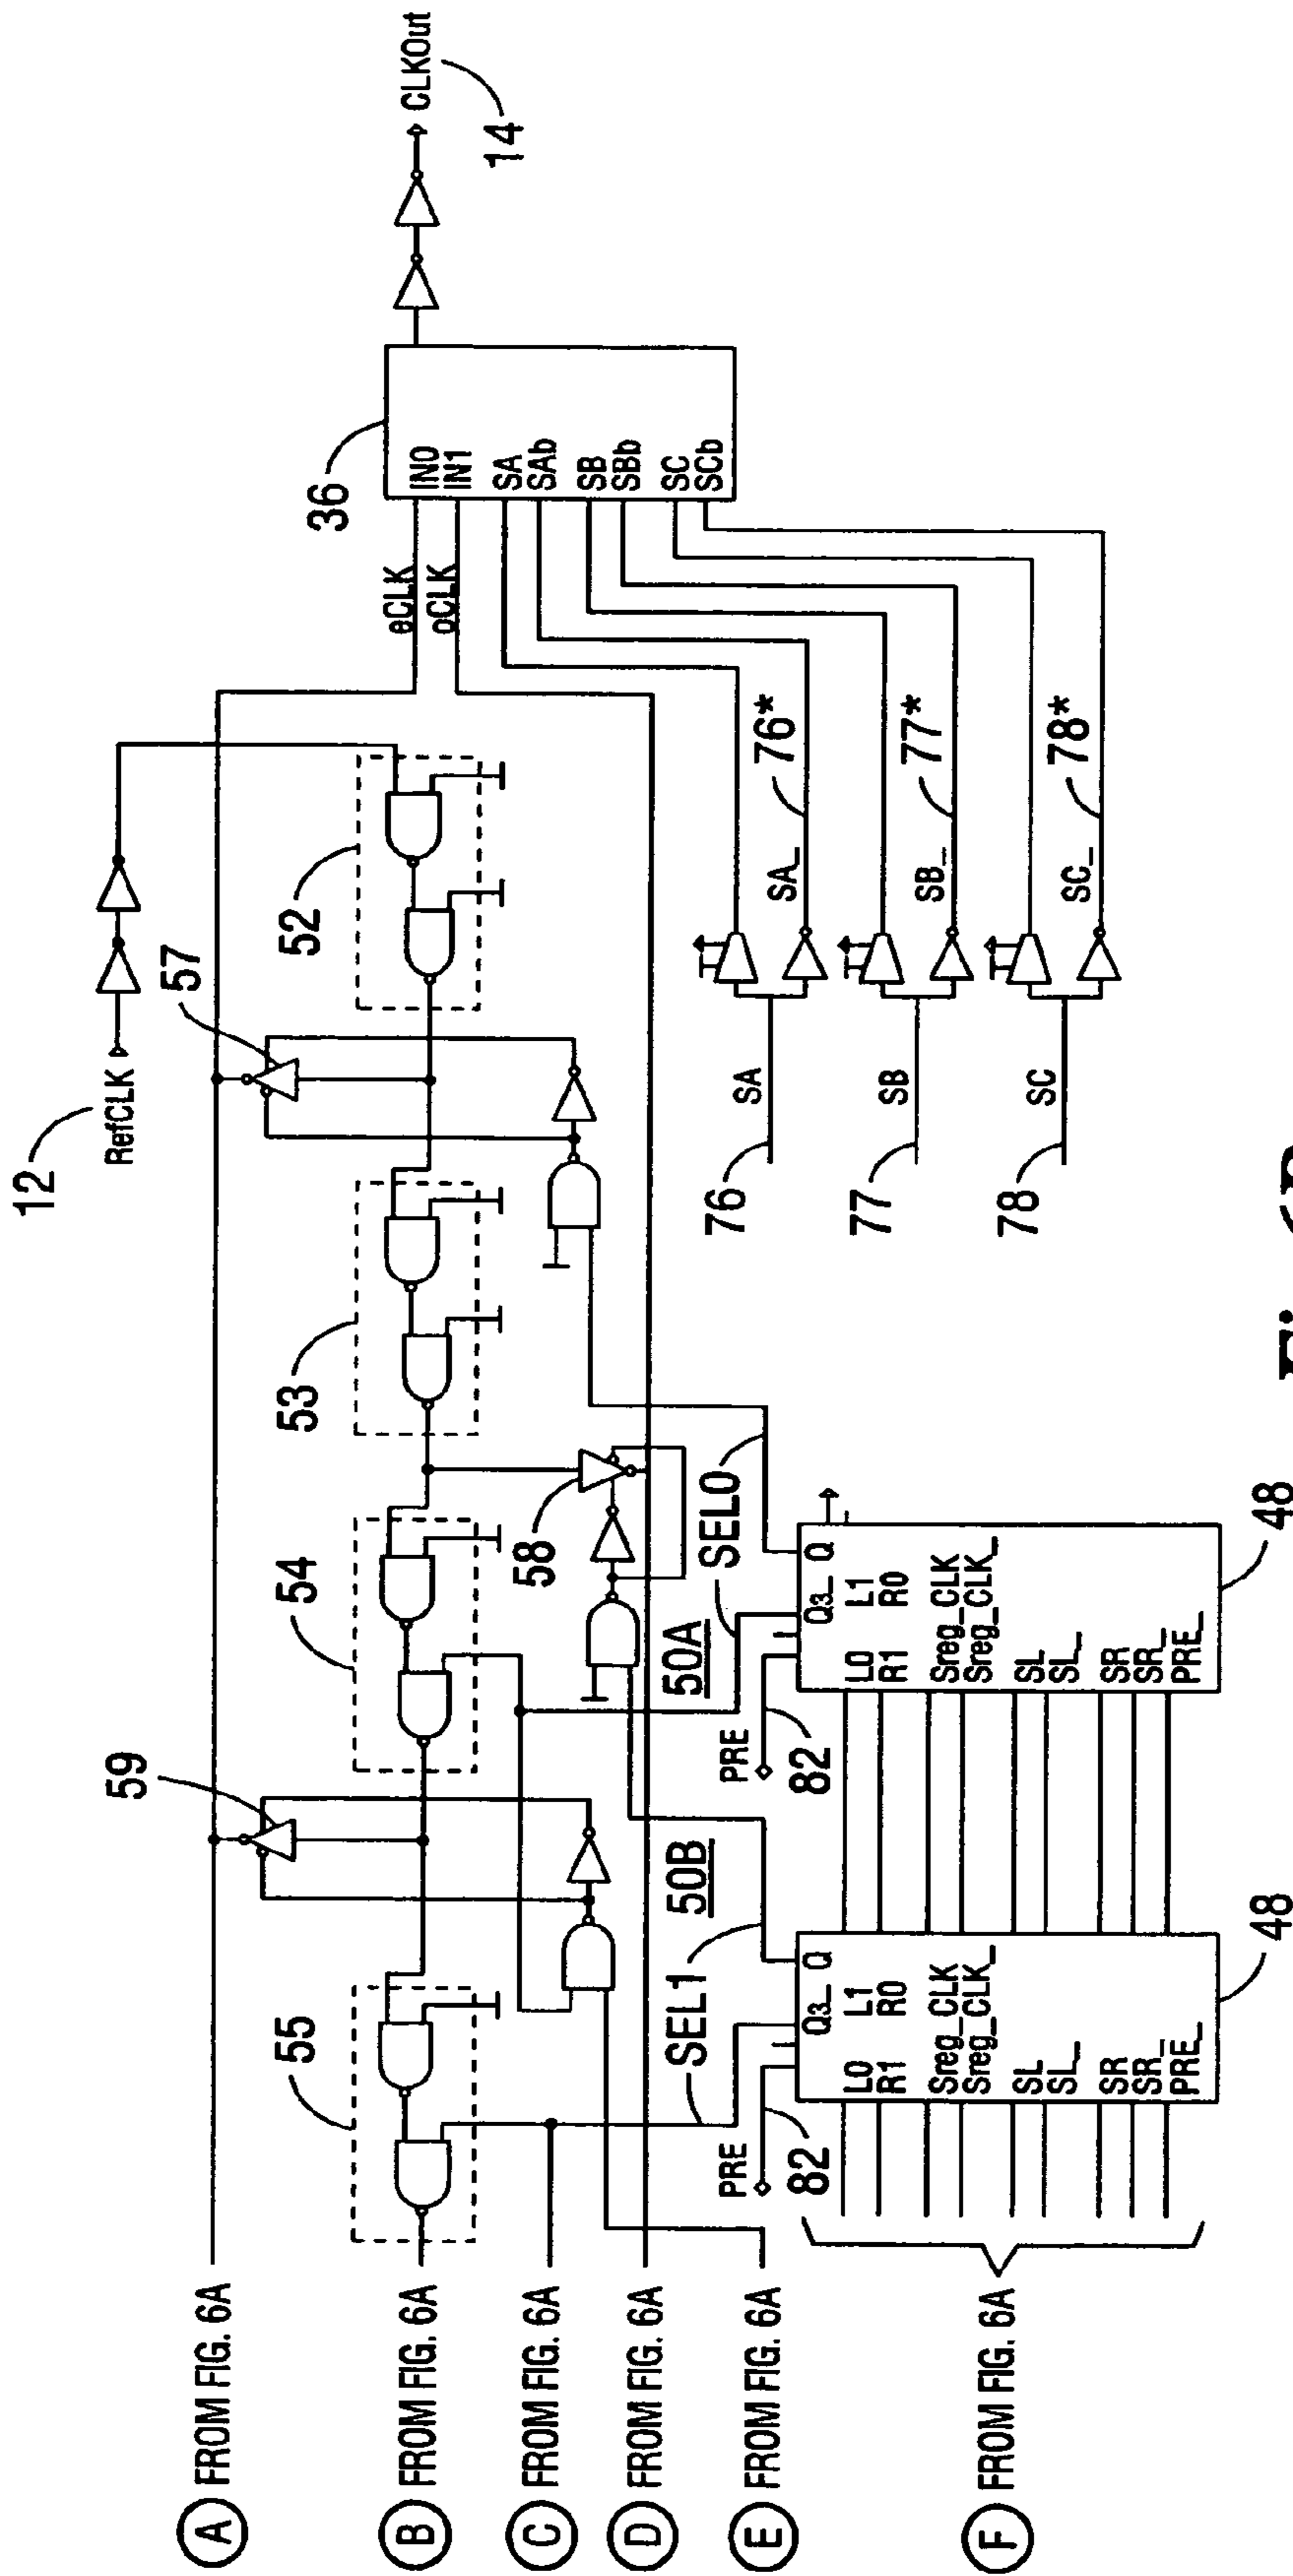 12
RefCLK
57
52
53
54
59
55
58
36
eCLK
oCLK
IN0
IN1
SA
SAb
SB
SBb
SC
SCb
CLKOut
14
76
SA
SA_
76*
77
SB
SB_
77*
78
SC
SC_
78*
SEL0
50A
PRE
82
Q3_ Q
L0 L1
R1 R0
Sreg_CLK
Sreg_CLK_
SL
SL_
SR
SR_
PRE_
48
SEL1
50B
PRE
82
Q3_ Q
L0 L1
R1 R0
Sreg_CLK
Sreg_CLK_
SL
SL_
SR
SR_
PRE_
48
A FROM FIG. 6A
B FROM FIG. 6A
C FROM FIG. 6A
D FROM FIG. 6A
E FROM FIG. 6A
F FROM FIG. 6A